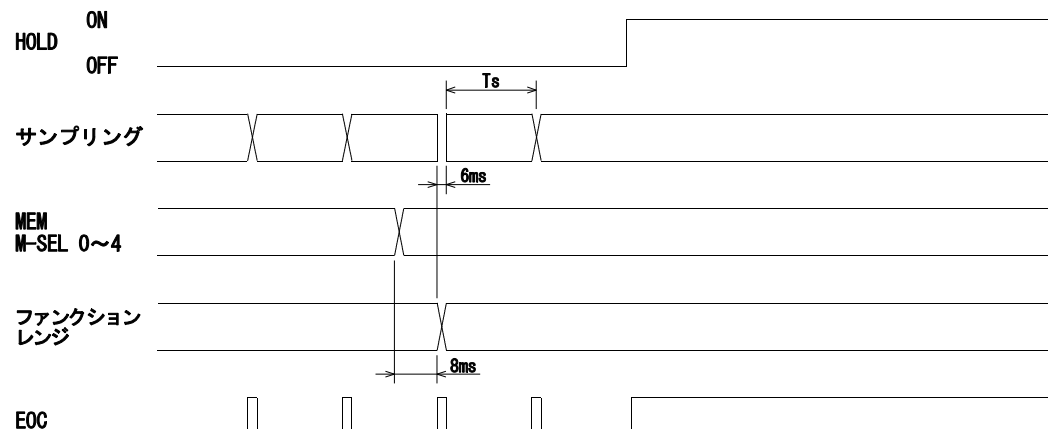 ON
HOLD
OFF
Ts
サンプリング
6ms
MEM
M-SEL 0～4
ファンクション
レンジ
8ms
EOC